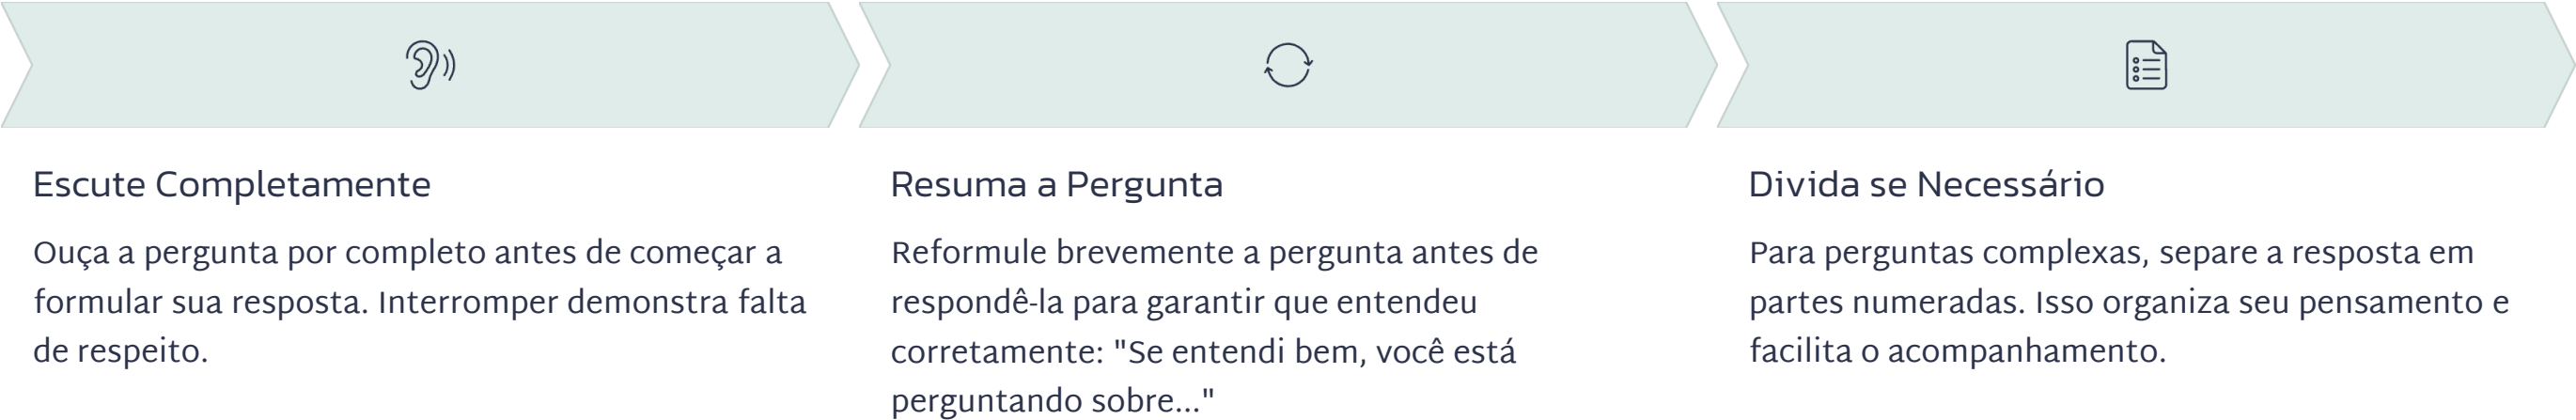 Escute Completamente
Ouça a pergunta por completo antes de começar a
formular sua resposta. Interromper demonstra falta
de respeito.
Resuma a Pergunta
Reformule brevemente a pergunta antes de
respondê-la para garantir que entendeu
corretamente: "Se entendi bem, você está
perguntando sobre..."
Divida se Necessário
Para perguntas complexas, separe a resposta em
partes numeradas. Isso organiza seu pensamento e
facilita o acompanhamento.